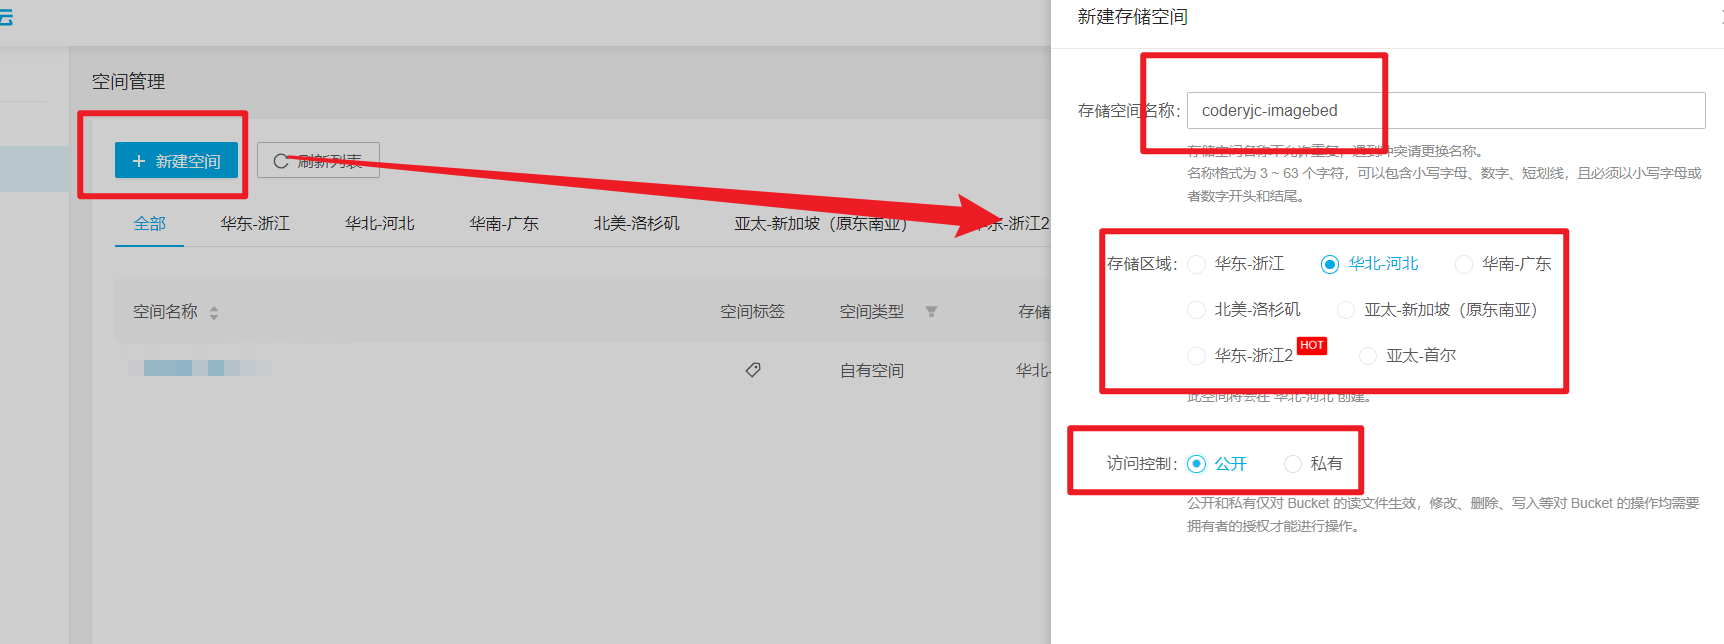 云
空间管理
新建空间
刷新列表
全部 华东-浙江 华北-河北 华南-广东 北美-洛杉矶 亚太-新加坡（原东南亚） 华东-浙江2
空间名称 空间标签 空间类型 存储
自有空间 华北-
新建存储空间
存储空间名称： coderyjc-imagebed
存储空间名称不允许重复，遇到冲突请更换名称。
名称格式为 3 ~ 63 个字符，可以包含小写字母、数字、短划线，且必须以小写字母或
者数字开头和结尾。
存储区域： 华东-浙江 华北-河北 华南-广东
北美-洛杉矶 亚太-新加坡（原东南亚）
华东-浙江2 HOT 亚太-首尔
此空间将会在 华北-河北 创建。
访问控制： 公开 私有
公开和私有仅对 Bucket 的读文件生效，修改、删除、写入等对 Bucket 的操作均需要
拥有者的授权才能进行操作。